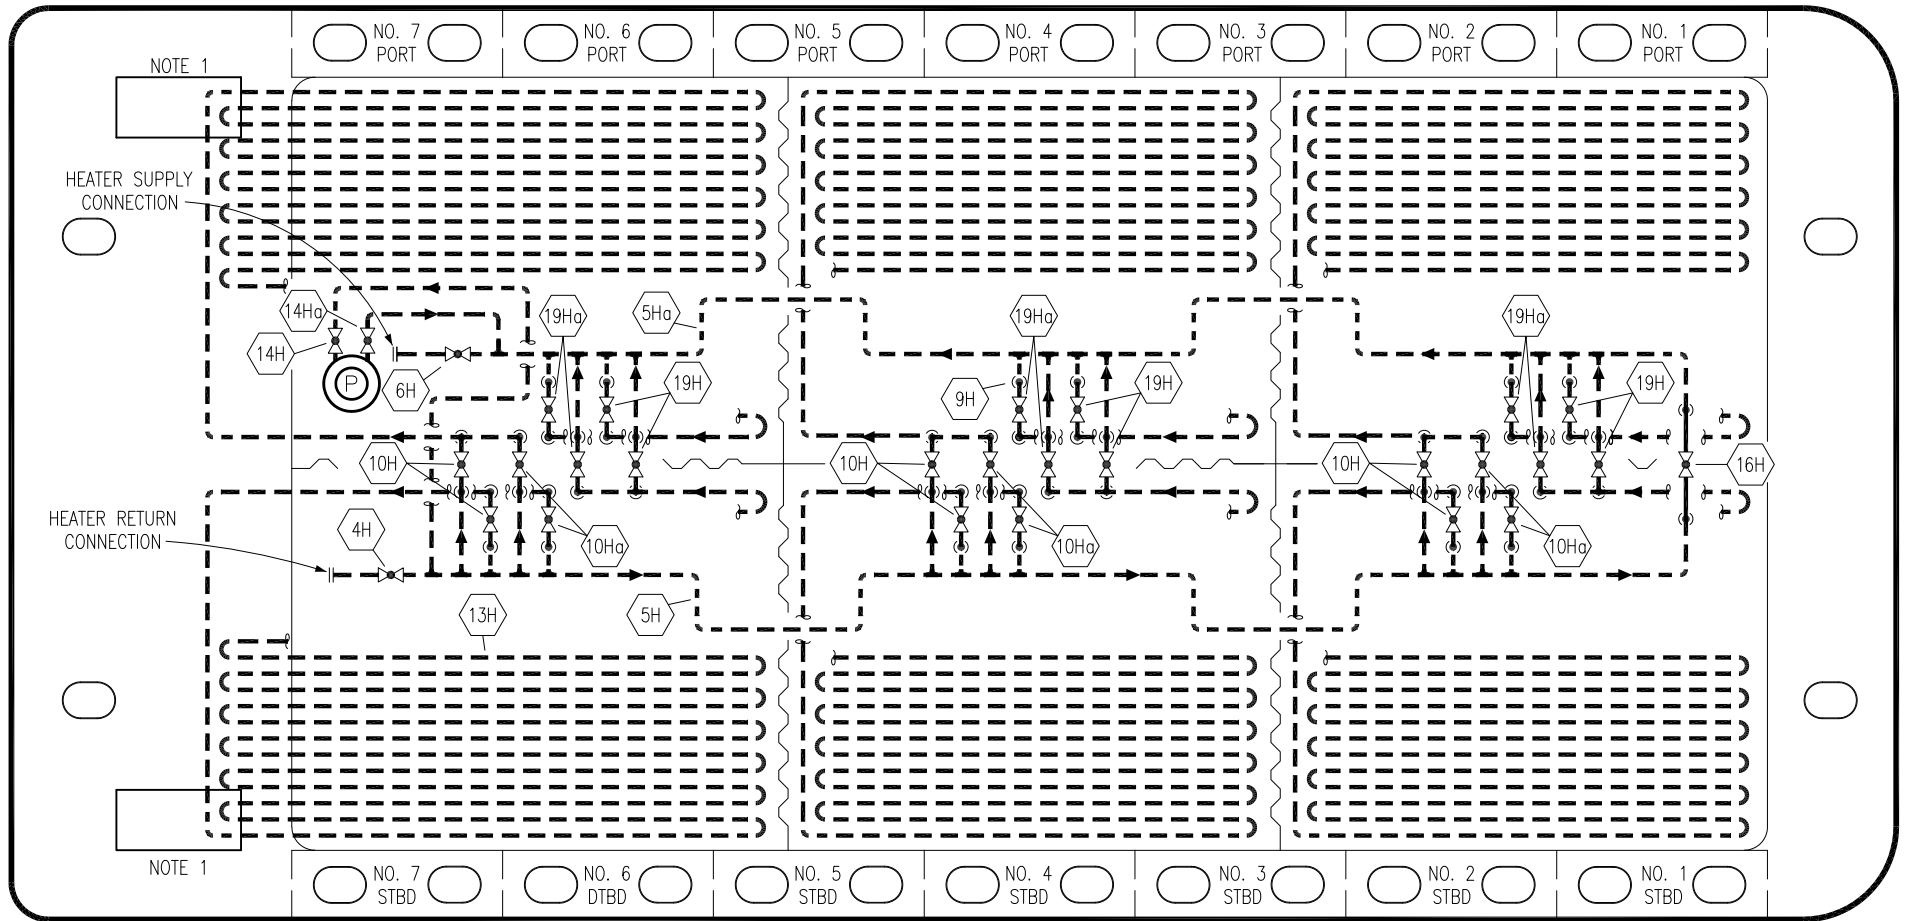 NO. 7
PORT
NO. 6
PORT
NO. 5
PORT
NO. 4
PORT
NO. 3
PORT
NO. 2
PORT
NO. 1
PORT
NOTE 1
HEATER SUPPLY
CONNECTION
14Ha
14H
P
6H
19Ha
5Ha
19H
9H
19Ha
19H
19Ha
19H
10H
10H
10H
16H
HEATER RETURN
CONNECTION
4H
10Ha
10Ha
10Ha
13H
5H
NOTE 1
NO. 7
STBD
NO. 6
DTBD
NO. 5
STBD
NO. 4
STBD
NO. 3
STBD
NO. 2
STBD
NO. 1
STBD